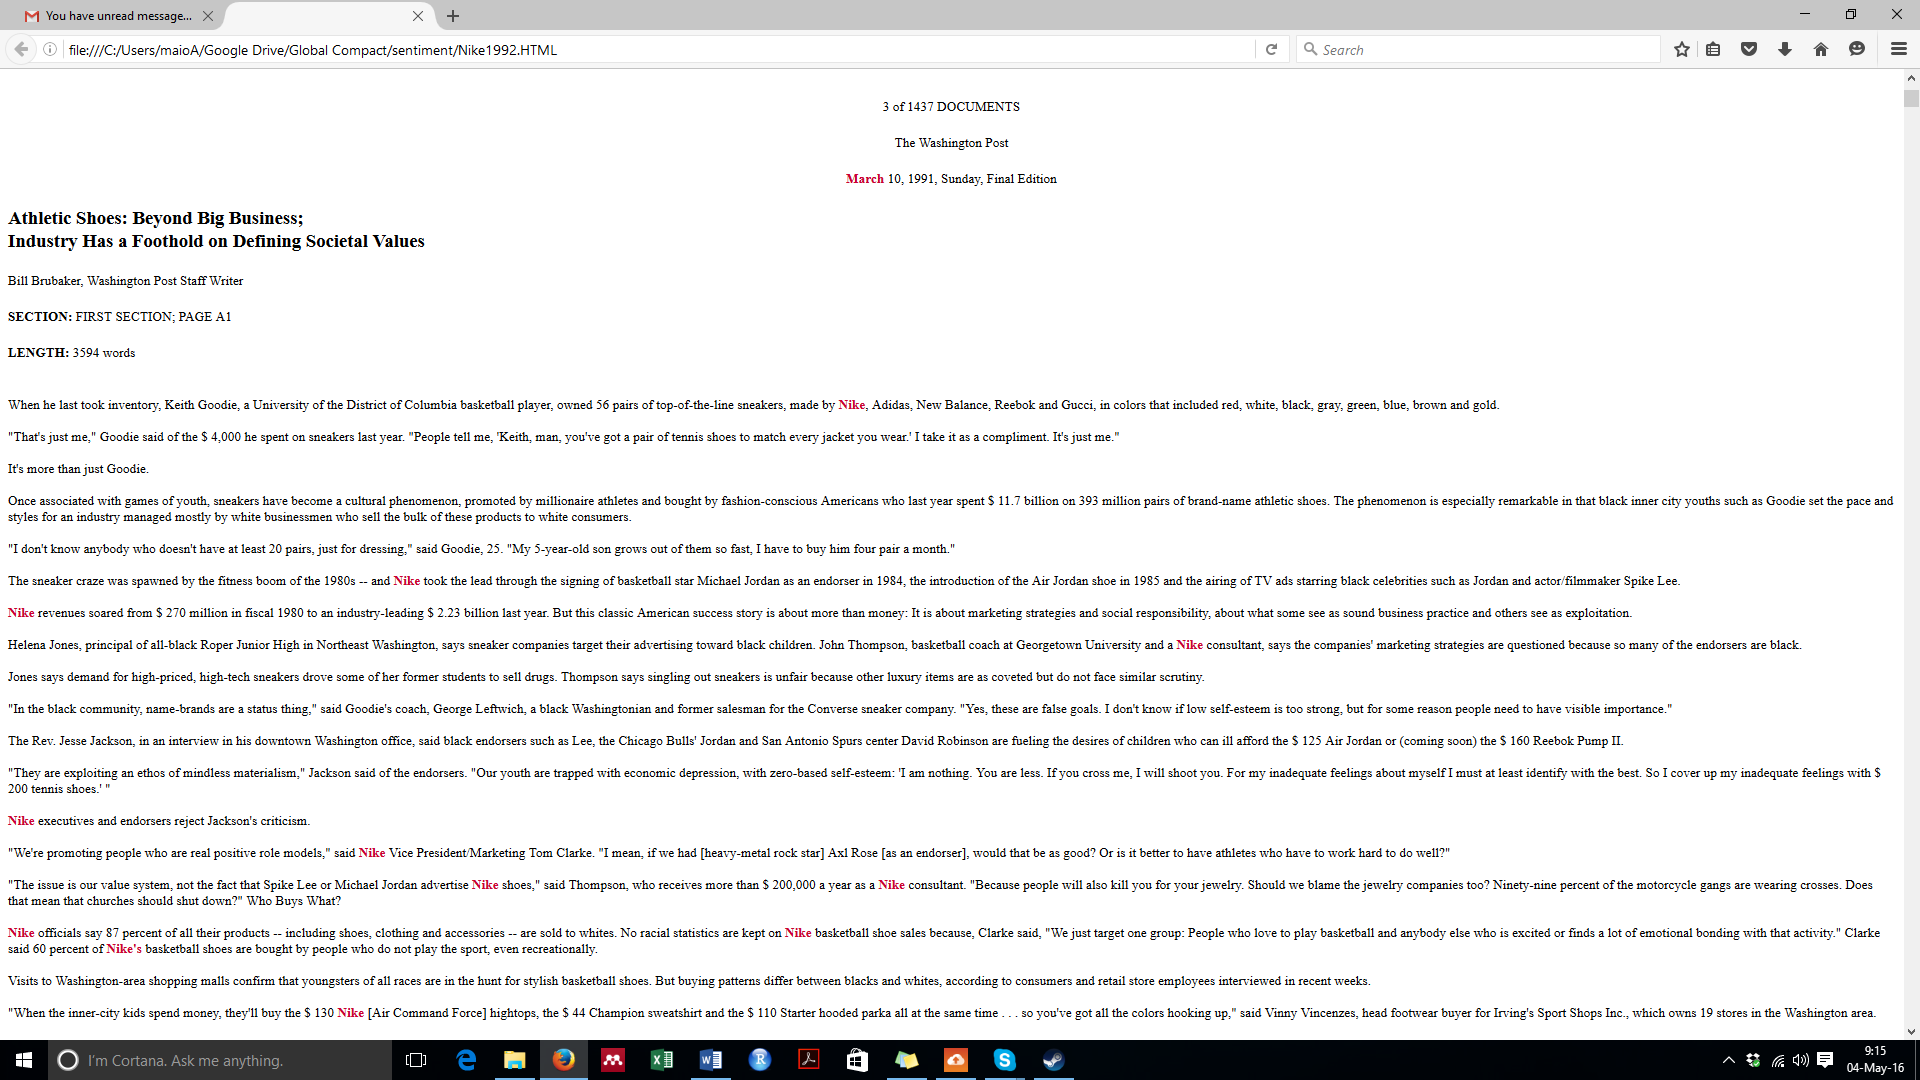 You have unread message...
file:///C:/Users/maioA/Google Drive/Global Compact/sentiment/Nike1992.HTML
Search
3 of 1437 DOCUMENTS
The Washington Post
March 10, 1991, Sunday, Final Edition
Athletic Shoes: Beyond Big Business;
Industry Has a Foothold on Defining Societal Values
Bill Brubaker, Washington Post Staff Writer
SECTION: FIRST SECTION; PAGE A1
LENGTH: 3594 words
When he last took inventory, Keith Goodie, a University of the District of Columbia basketball player, owned 56 pairs of top-of-the-line sneakers, made by Nike, Adidas, New Balance, Reebok and Gucci, in colors that included red, white, black, gray, green, blue, brown and gold.
"That's just me," Goodie said of the $ 4,000 he spent on sneakers last year. "People tell me, 'Keith, man, you've got a pair of tennis shoes to match every jacket you wear.' I take it as a compliment. It's just me."
It's more than just Goodie.
Once associated with games of youth, sneakers have become a cultural phenomenon, promoted by millionaire athletes and bought by fashion-conscious Americans who last year spent $ 11.7 billion on 393 million pairs of brand-name athletic shoes. The phenomenon is especially remarkable in that black inner city youths such as Goodie set the pace and
styles for an industry managed mostly by white businessmen who sell the bulk of these products to white consumers.
"I don't know anybody who doesn't have at least 20 pairs, just for dressing," said Goodie, 25. "My 5-year-old son grows out of them so fast, I have to buy him four pair a month."
The sneaker craze was spawned by the fitness boom of the 1980s -- and Nike took the lead through the signing of basketball star Michael Jordan as an endorser in 1984, the introduction of the Air Jordan shoe in 1985 and the airing of TV ads starring black celebrities such as Jordan and actor/filmmaker Spike Lee.
Nike revenues soared from $ 270 million in fiscal 1980 to an industry-leading $ 2.23 billion last year. But this classic American success story is about more than money: It is about marketing strategies and social responsibility, about what some see as sound business practice and others see as exploitation.
Helena Jones, principal of all-black Roper Junior High in Northeast Washington, says sneaker companies target their advertising toward black children. John Thompson, basketball coach at Georgetown University and a Nike consultant, says the companies' marketing strategies are questioned because so many of the endorsers are black.
Jones says demand for high-priced, high-tech sneakers drove some of her former students to sell drugs. Thompson says singling out sneakers is unfair because other luxury items are as coveted but do not face similar scrutiny.
"In the black community, name-brands are a status thing," said Goodie's coach, George Leftwich, a black Washingtonian and former salesman for the Converse sneaker company. "Yes, these are false goals. I don't know if low self-esteem is too strong, but for some reason people need to have visible importance."
The Rev. Jesse Jackson, in an interview in his downtown Washington office, said black endorsers such as Lee, the Chicago Bulls' Jordan and San Antonio Spurs center David Robinson are fueling the desires of children who can ill afford the $ 125 Air Jordan or (coming soon) the $ 160 Reebok Pump II.
"They are exploiting an ethos of mindless materialism," Jackson said of the endorsers. "Our youth are trapped with economic depression, with zero-based self-esteem: 'I am nothing. You are less. If you cross me, I will shoot you. For my inadequate feelings about myself I must at least identify with the best. So I cover up my inadequate feelings with $
200 tennis shoes.' "
Nike executives and endorsers reject Jackson's criticism.
"We're promoting people who are real positive role models," said Nike Vice President/Marketing Tom Clarke. "I mean, if we had [heavy-metal rock star] Axl Rose [as an endorser], would that be as good? Or is it better to have athletes who have to work hard to do well?"
"The issue is our value system, not the fact that Spike Lee or Michael Jordan advertise Nike shoes," said Thompson, who receives more than $ 200,000 a year as a Nike consultant. "Because people will also kill you for your jewelry. Should we blame the jewelry companies too? Ninety-nine percent of the motorcycle gangs are wearing crosses. Does
that mean that churches should shut down?" Who Buys What?
Nike officials say 87 percent of all their products -- including shoes, clothing and accessories -- are sold to whites. No racial statistics are kept on Nike basketball shoe sales because, Clarke said, "We just target one group: People who love to play basketball and anybody else who is excited or finds a lot of emotional bonding with that activity." Clarke
said 60 percent of Nike's basketball shoes are bought by people who do not play the sport, even recreationally.
Visits to Washington-area shopping malls confirm that youngsters of all races are in the hunt for stylish basketball shoes. But buying patterns differ between blacks and whites, according to consumers and retail store employees interviewed in recent weeks.
"When the inner-city kids spend money, they'll buy the $ 130 Nike [Air Command Force] hightops, the $ 44 Champion sweatshirt and the $ 110 Starter hooded parka all at the same time . . . so you've got all the colors hooking up," said Vinny Vincenzes, head footwear buyer for Irving's Sport Shops Inc., which owns 19 stores in the Washington area.
I'm Cortana. Ask me anything.
9:15
04-May-16